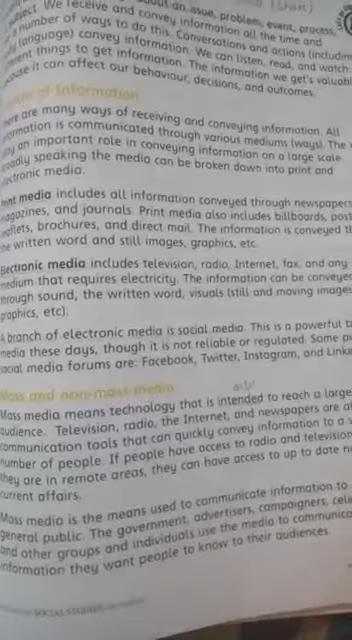 about an issue, problem, event, process,
We receive and convey information all the time and
number of ways to do this. Conversations and actions (including
language) convey information. We can listen, read, and watch
things to get information. The information we get's valuable
it can affect our behaviour, decisions, and outcomes.
of Information
are many ways of receiving and conveying information. All
is communicated through various mediums (ways). The
an important role in conveying information on a large scale
speaking the media can be broken down into print and
electronic media.
media includes all information conveyed through newspapers
magazines, and journals. Print media also includes billboards,
leaflets, brochures, and direct mail. The information is conveyed
the written word and still images, graphics, etc.
Electronic media includes television, radio, Internet, fax, and any
medium that requires electricity. The information can be conveyed
through sound, the written word, visuals (still and moving images
graphics, etc).
A branch of electronic media is social media. This is a powerful
media these days, though it is not reliable or regulated. Some
social media forums are: Facebook, Twitter, Instagram, and
Mass and non-mass media
Mass media means technology that is intended to reach a large
audience. Television, radio, the Internet, and newspapers are
communication tools that can quickly convey information to a
number of people. If people have access to radio and television
they are in remote areas, they can have access to up to date
current affairs.
Mass media is the means used to communicate information to
general public. The government, advertisers, campaigners,
and other groups and individuals use the media to
information they want people to know to their audiences.
SOCIAL STUDIES